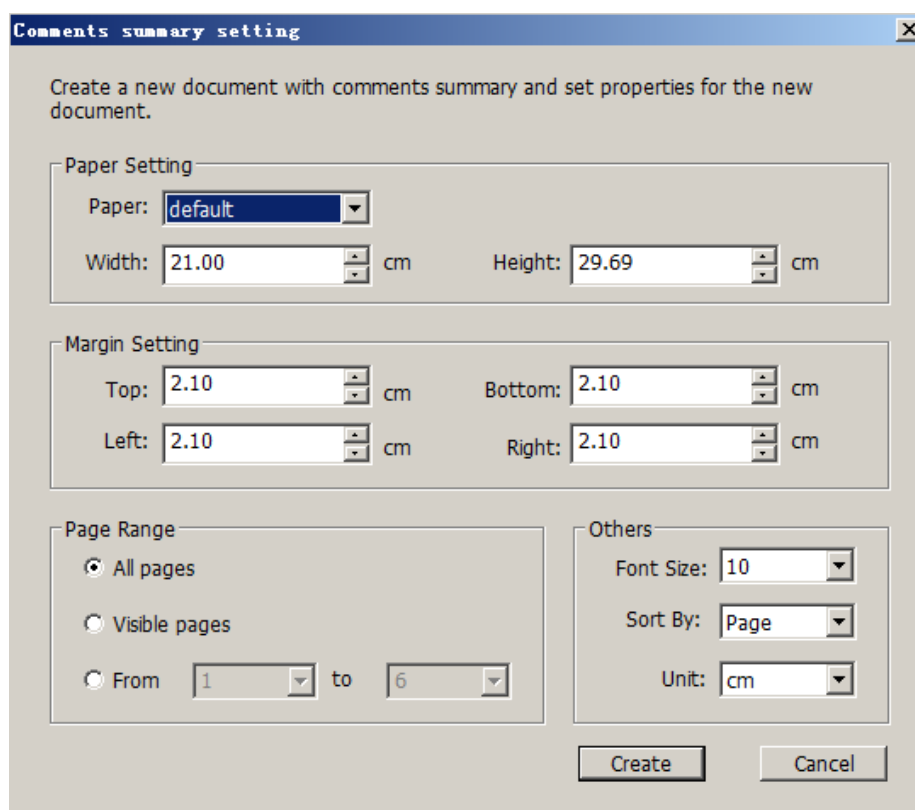 Comments summary setting
Create a new document with comments summary and set properties for the new
document.
Paper Setting
Paper: default
Width: 21.00 cm Height: 29.69 cm
Margin Setting
Top: 2.10 cm Bottom: 2.10 cm
Left: 2.10 cm Right: 2.10 cm
Page Range
All pages
Visible pages
From 1 to 6
Others
Font Size: 10
Sort By: Page
Unit: cm
Create Cancel